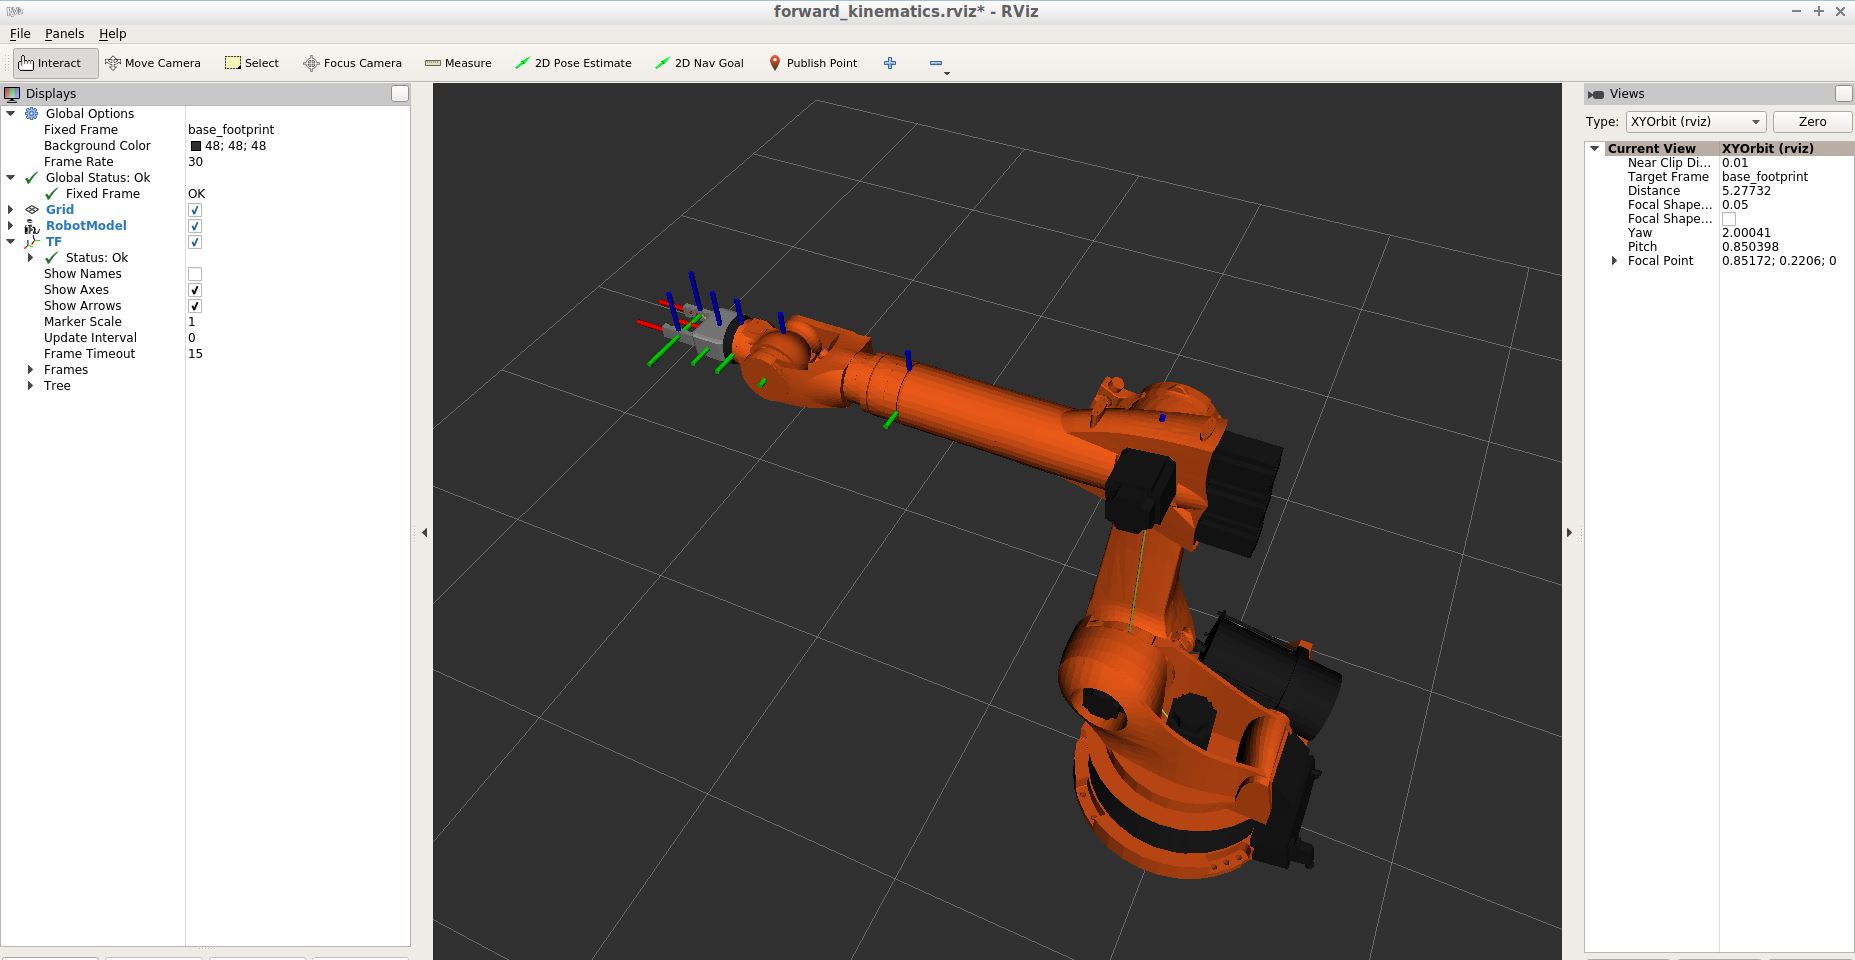 forward_kinematics.rviz* - RViz
File Panels Help
Interact Move Camera Select Focus Camera Measure 2D Pose Estimate 2D Nav Goal Publish Point
Displays
Global Options
Fixed Frame base_footprint
Background Color 48; 48; 48
Frame Rate 30
Global Status: Ok
Fixed Frame OK
Grid
RobotModel
TF
Status: Ok
Show Names
Show Axes
Show Arrows
Marker Scale 1
Update Interval 0
Frame Timeout 15
Frames
Tree
Views
Type: XYOrbit (rviz) Zero
Current View XYOrbit (rviz)
Near Clip Di... 0.01
Target Frame base_footprint
Distance 5.27732
Focal Shape... 0.05
Focal Shape...
Yaw 2.00041
Pitch 0.850398
Focal Point 0.85172; 0.2206; 0